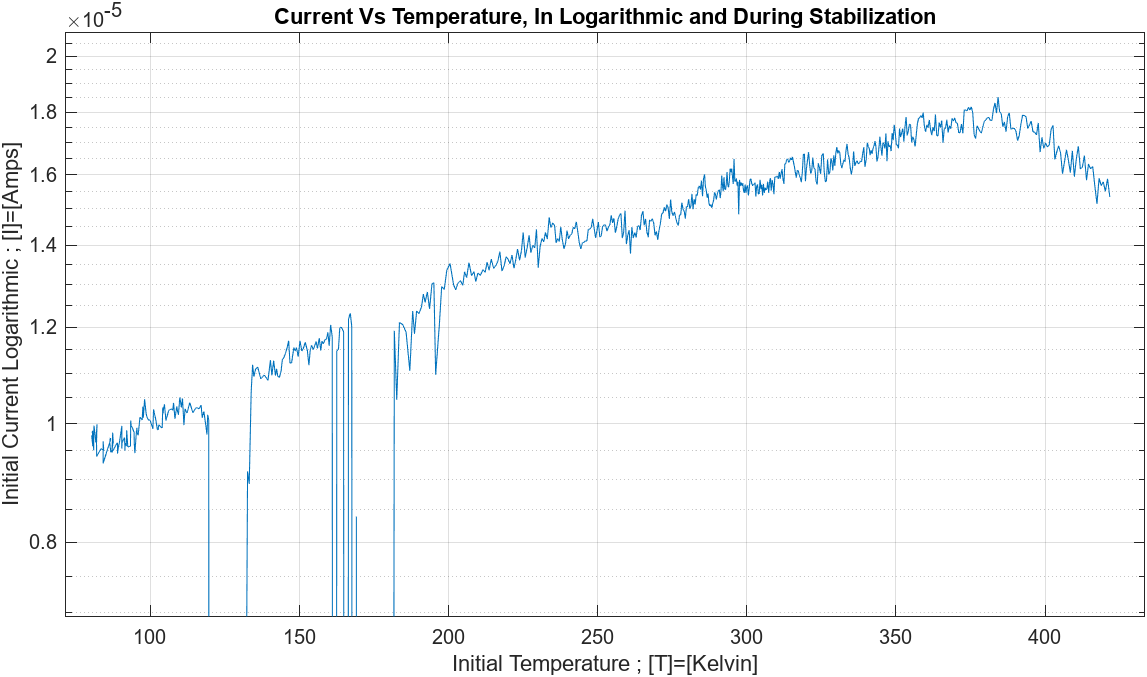 Current Vs Temperature, In Logarithmic and During Stabilization
×10-5
2
1.8
1.6
1.4
1.2
1
0.8
Initial Current Logarithmic ; [I]=[Amps]
100 150 200 250 300 350 400
Initial Temperature ; [T]=[Kelvin]